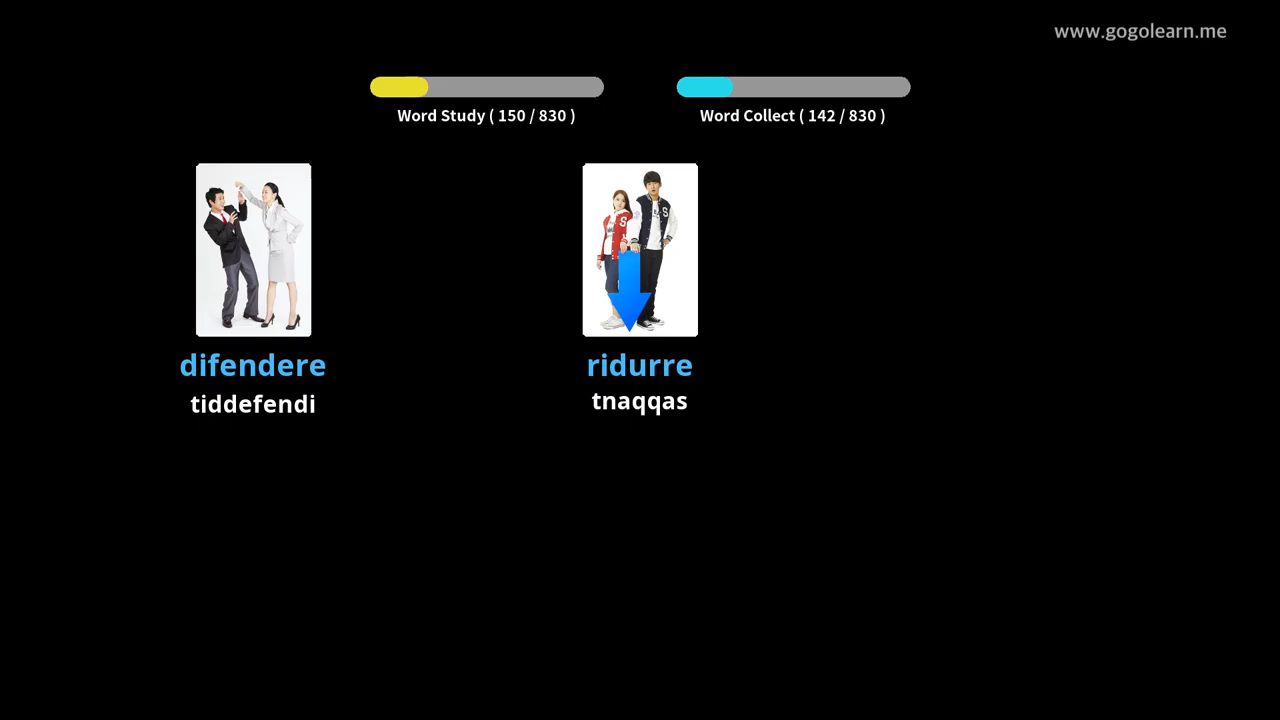 www.gogolearn.me
Word Study ( 150 / 830 )
Word Collect ( 142 / 830 )
S
S
difendere
ridurre
tiddefendi
tnaqqas